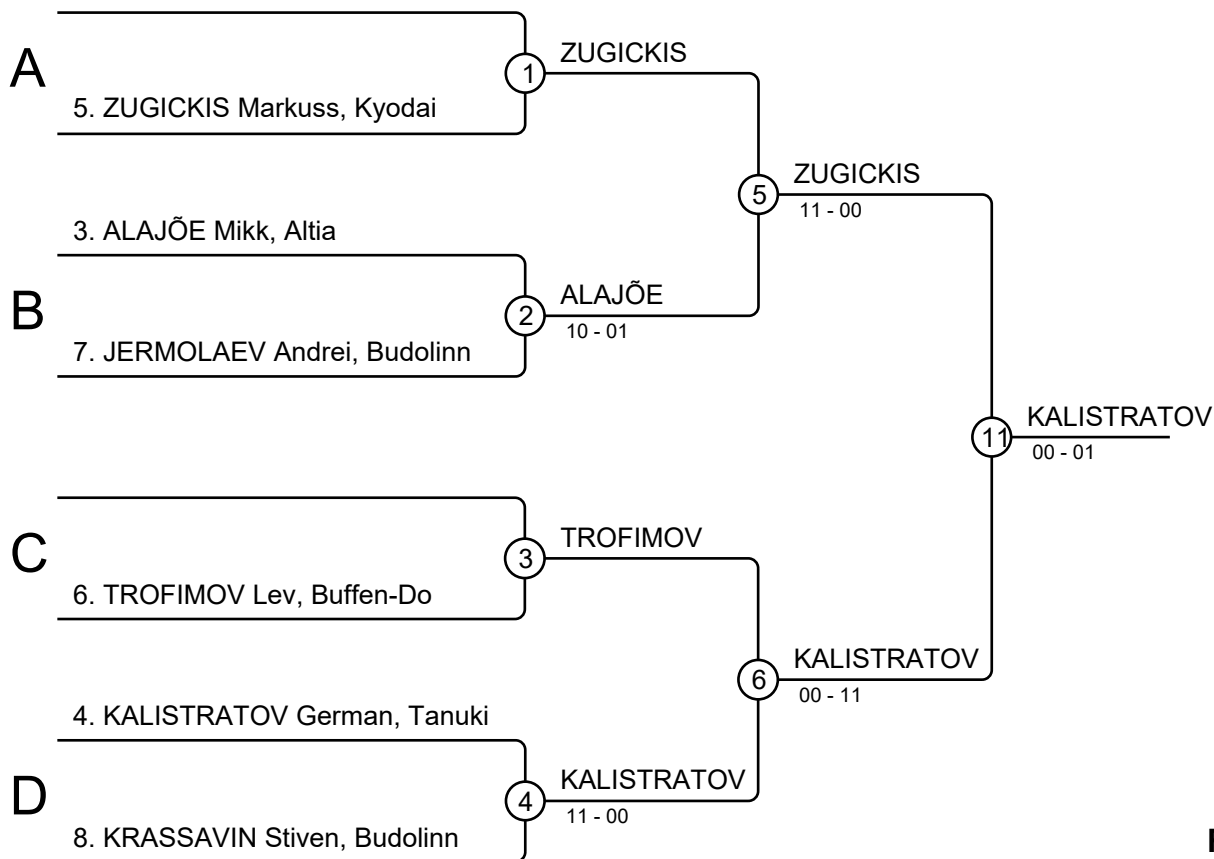 A
1
ZUGICKIS
5. ZUGICKIS Markuss, Kyodai
5
ZUGICKIS
11 - 00
3. ALAJÕE Mikk, Altia
B
2
ALAJÕE
10 - 01
7. JERMOLAEV Andrei, Budolinn
11
KALISTRATOV
00 - 01
C
3
TROFIMOV
6. TROFIMOV Lev, Buffen-Do
6
KALISTRATOV
00 - 11
4. KALISTRATOV German, Tanuki
D
4
KALISTRATOV
11 - 00
8. KRASSAVIN Stiven, Budolinn